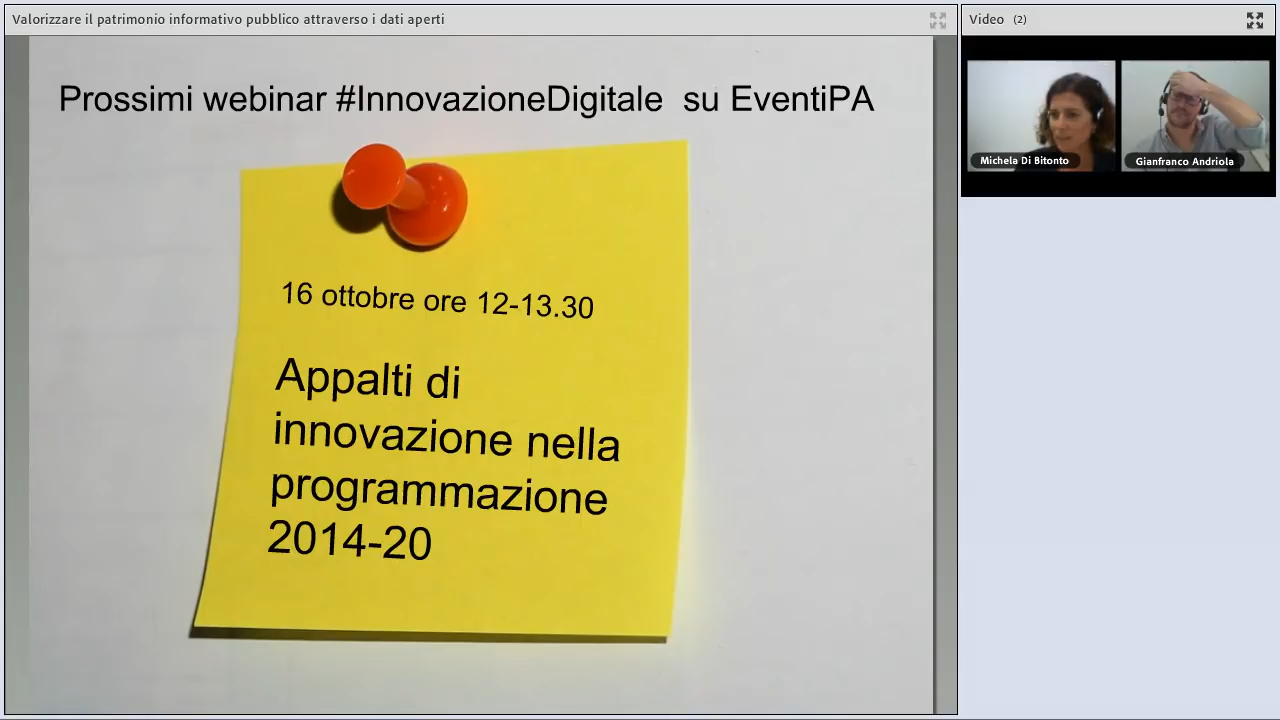 Valorizzare il patrimonio informativo pubblico attraverso i dati aperti
Video (2)
Prossimi webinar #InnovazioneDigitale su EventiPA
Michela Di Bitonto
Gianfranco Andriola
16 ottobre ore 12-13.30
Appalti di
innovazione nella
programmazione
2014-20